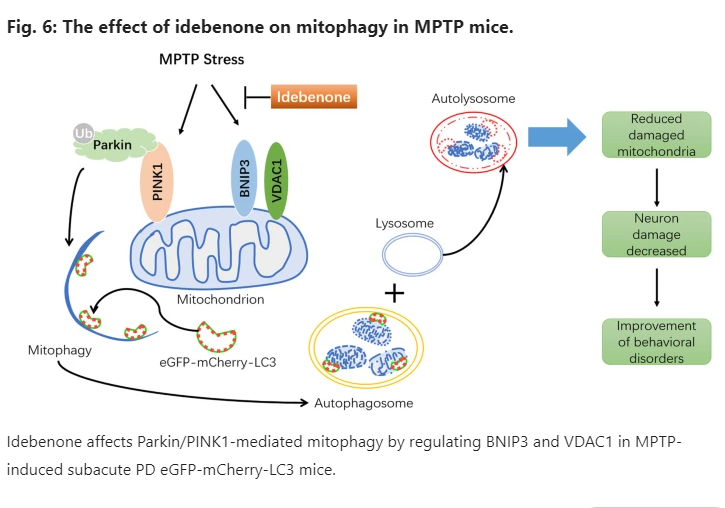 Fig. 6: The effect of idebenone on mitophagy in MPTP mice.
MPTP Stress
Idebenone
Ub
Parkin
PINK1
BNIP3
VDAC1
Mitochondrion
Mitophagy
eGFP-mCherry-LC3
Autophagosome
+
Lysosome
Autolysosome
Reduced
damaged
mitochondria
Neuron
damage
decreased
Improvement
of behavioral
disorders
Idebenone affects Parkin/PINK1-mediated mitophagy by regulating BNIP3 and VDAC1 in MPTP-
induced subacute PD eGFP-mCherry-LC3 mice.